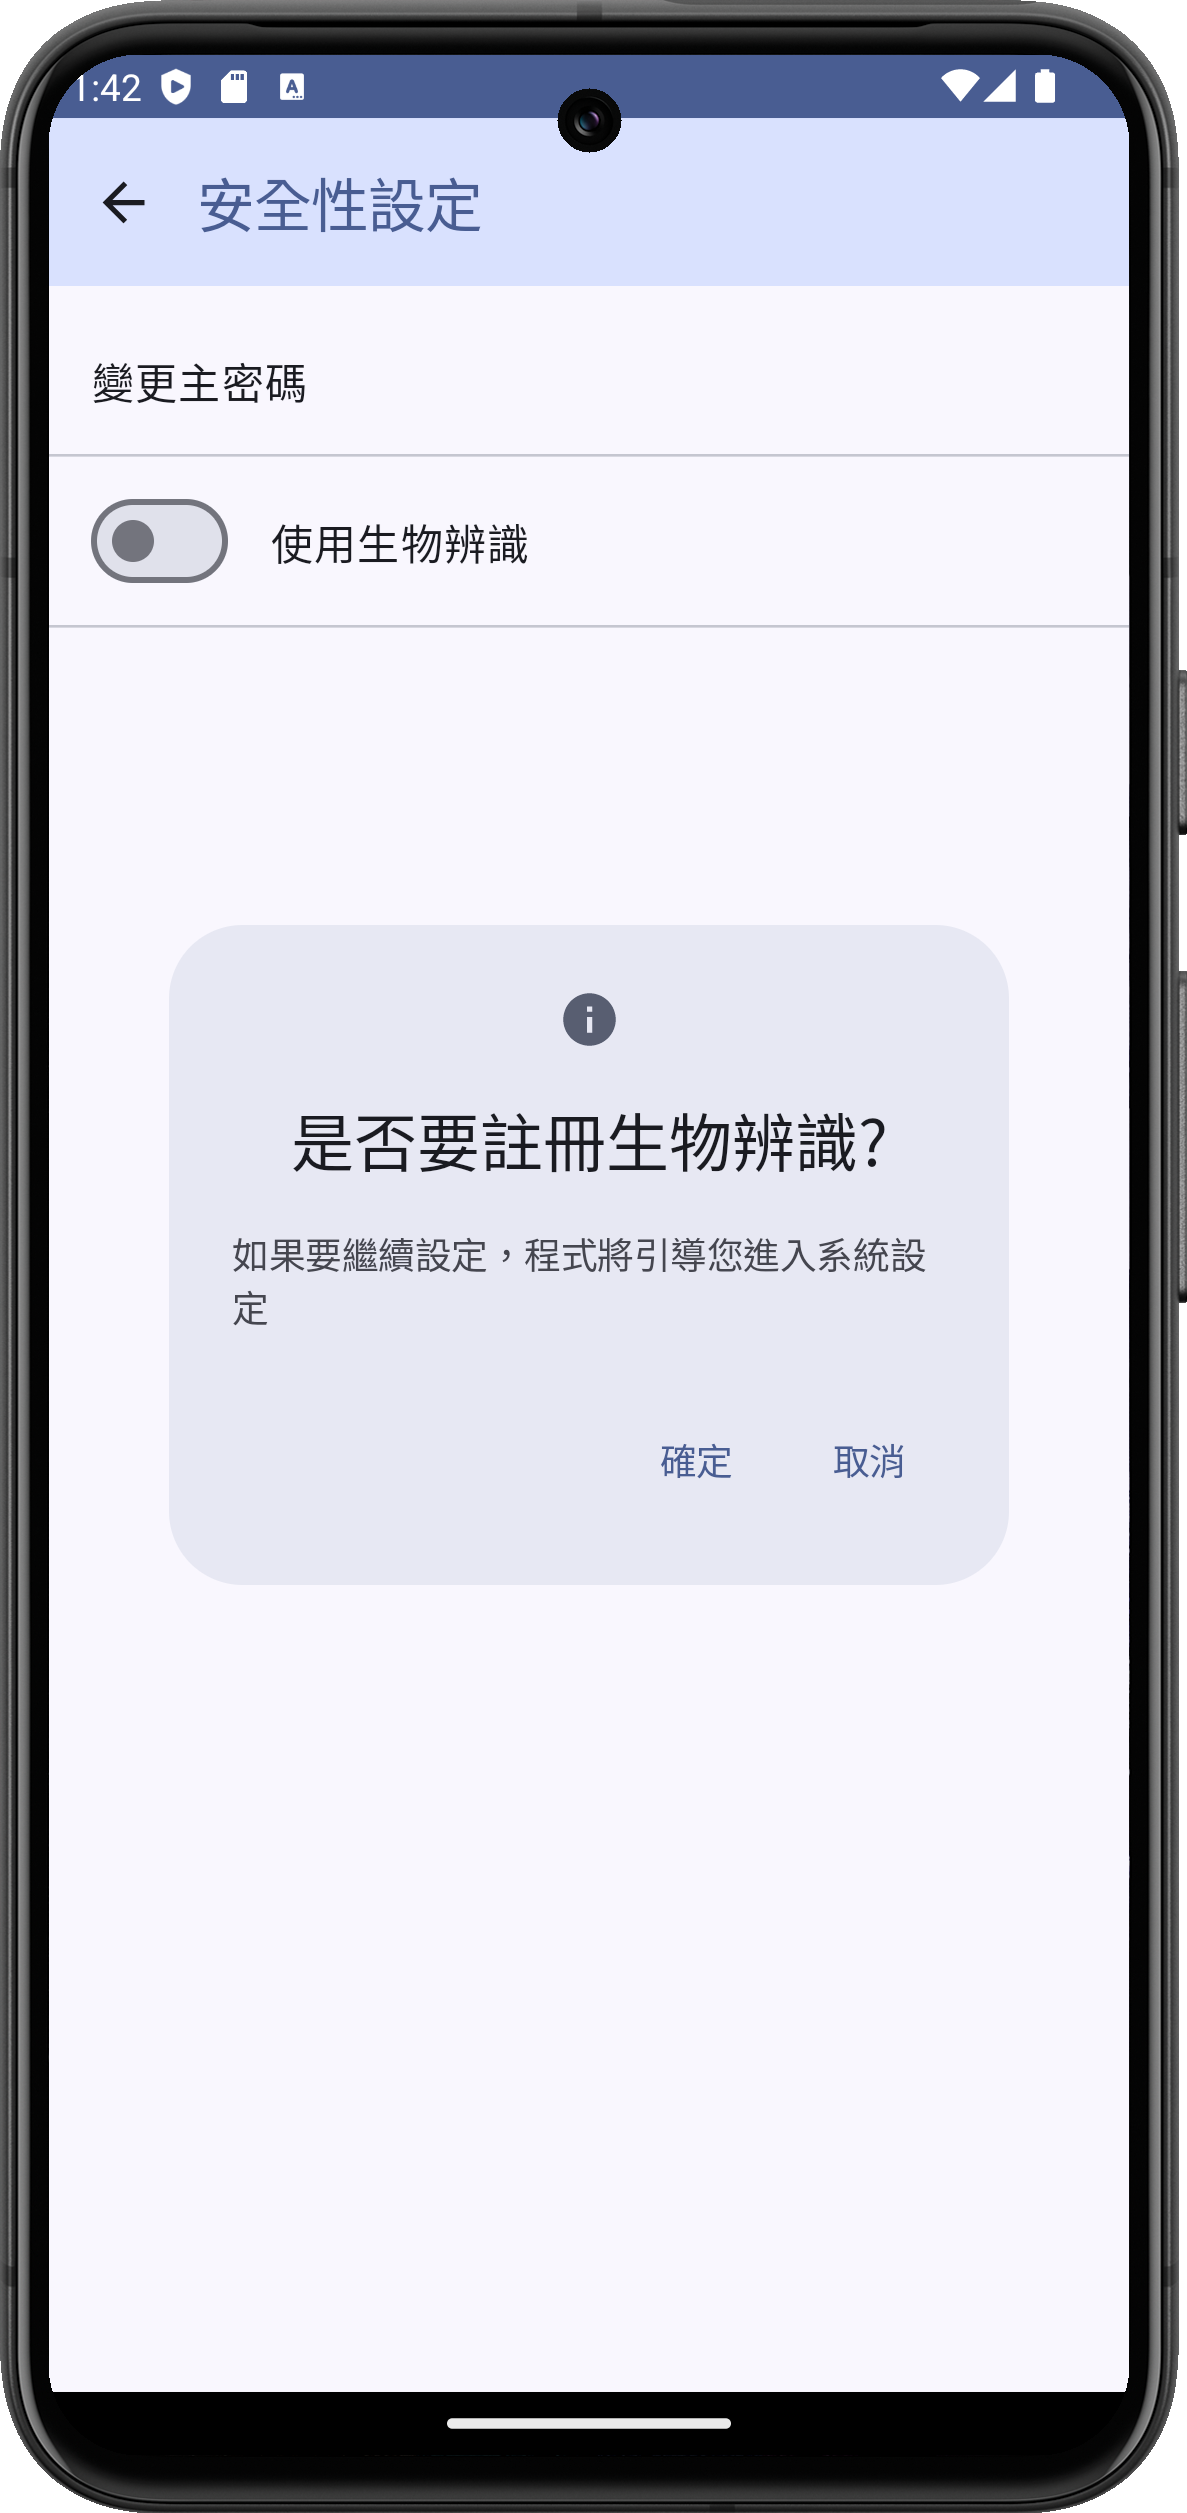 1:42
安全性設定
變更主密碼
使用生物辨識
是否要註冊生物辨識?
如果要繼續設定，程式將引導您進入系統設
定
確定 取消